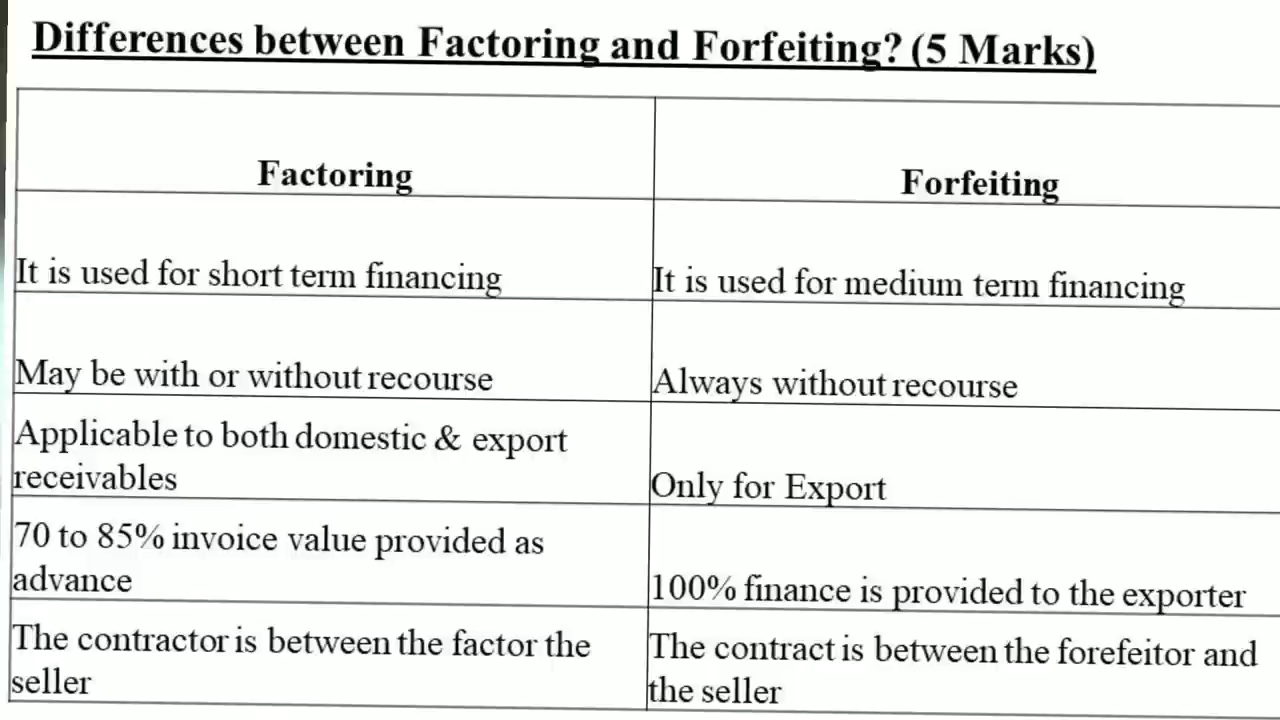 Differences between Factoring and Forfeiting? (5 Marks)
Factoring
Forfeiting
It is used for short term financing
It is used for medium term financing
May be with or without recourse
Always without recourse
Applicable to both domestic & export
receivables
Only for Export
70 to 85% invoice value provided as
advance
100% finance is provided to the exporter
The contractor is between the factor the
seller
The contract is between the forefeitor and
the seller